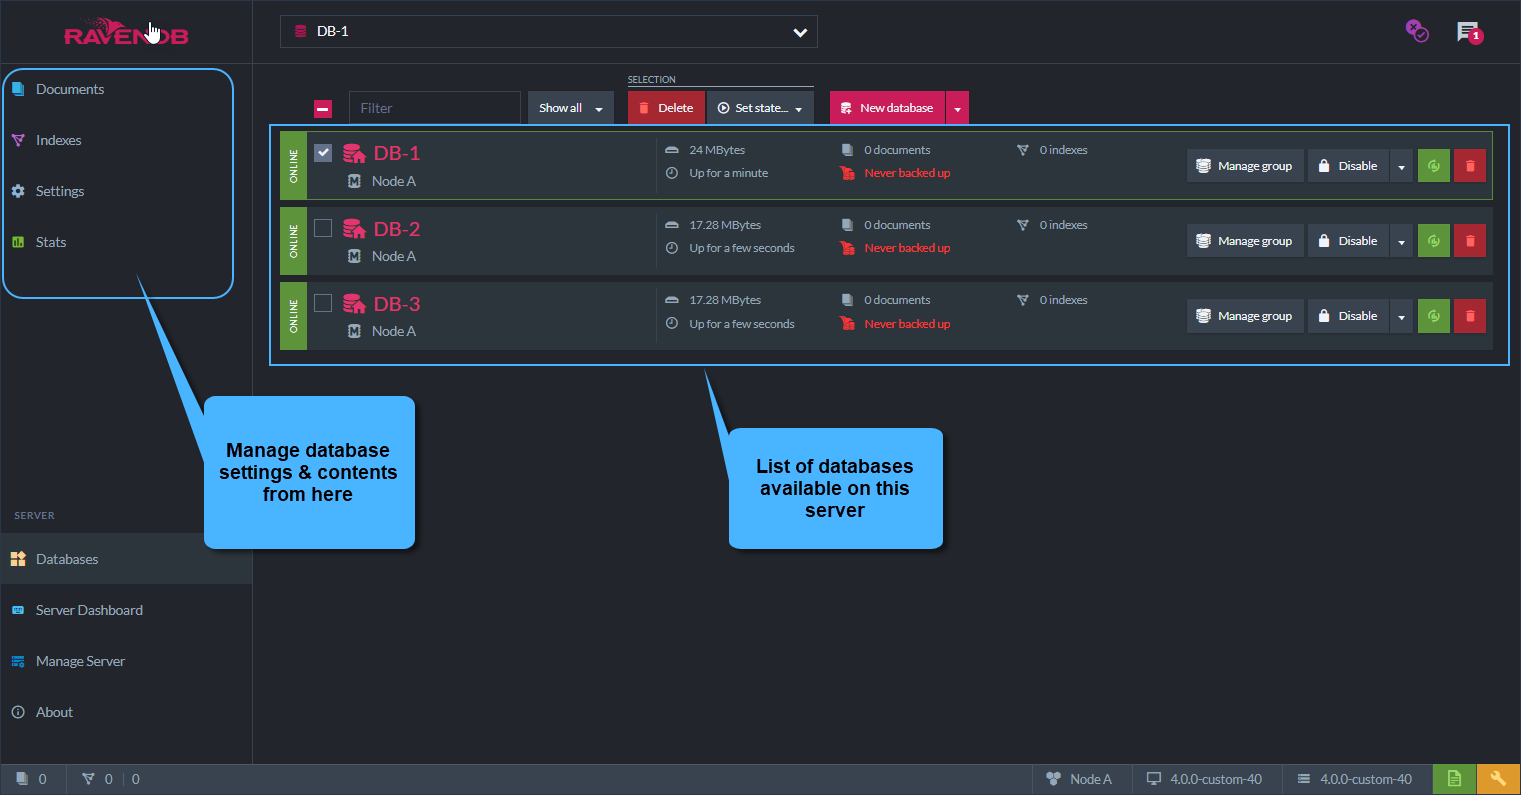 RAVENDB
DB-1
1
Documents
Indexes
Settings
Stats
SELECTION
Filter
Show all
Delete
Set state...
New database
ONLINE
DB-1
Node A
24 MBytes
Up for a minute
0 documents
Never backed up
0 indexes
Manage group
Disable
ONLINE
DB-2
Node A
17.28 MBytes
Up for a few seconds
0 documents
Never backed up
0 indexes
Manage group
Disable
ONLINE
DB-3
Node A
17.28 MBytes
Up for a few seconds
0 documents
Never backed up
0 indexes
Manage group
Disable
Manage database
settings & contents
from here
List of databases
available on this
server
SERVER
Databases
Server Dashboard
Manage Server
About
0
0 | 0
Node A
4.0.0-custom-40
4.0.0-custom-40